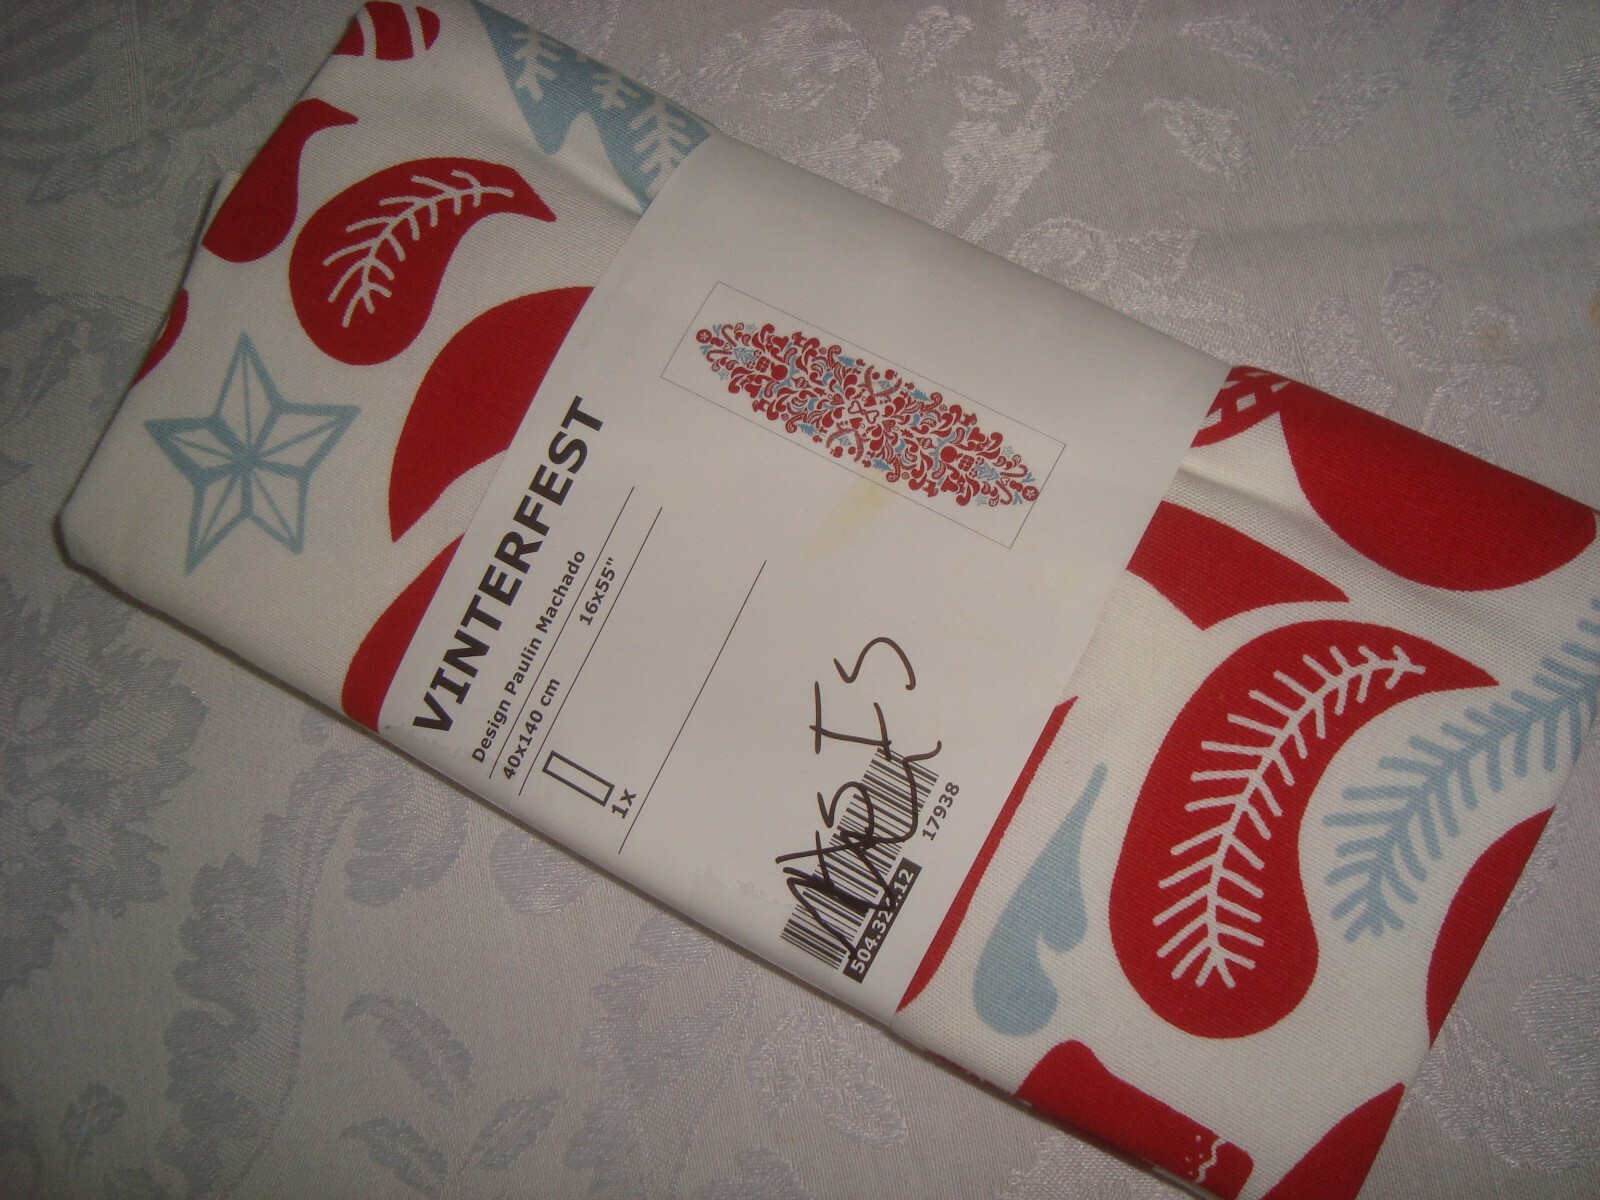 VINTERFEST
Design Paulin Machado
40x140 cm 16x55"
1x
17938